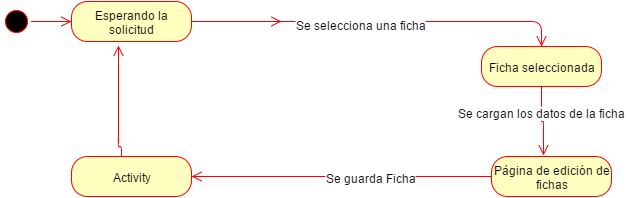 Esperando la
solicitud
Se selecciona una ficha
Ficha seleccionada
Se cargan los datos de la ficha
Página de edición de
fichas
Se guarda Ficha
Activity